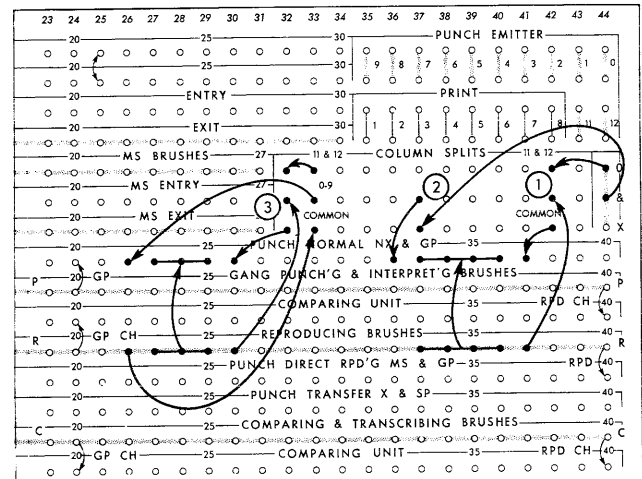 23 24 25 26 27 28 29 30 31 32 33 34 35 36 37 38 39 40 41 42 43 44
20 25 30 PUNCH EMITTER
20 25 30 9 8 7 6 5 4 3 2 1 0
20 ENTRY 30 PRINT
20 EXIT 30 1 2 3 4 5 6 7 8 11 12
20 MS BRUSHES 27 11 & 12 COLUMN SPLITS 11 & 12 0
20 MS ENTRY 27 0-9 2 1 &
20 MS EXIT 3 COMMON COMMON X
20 25 PUNCH NORMAL NX & GP 35 40
P 20 GP 25 GANG PUNCH'G & INTERPRET'G BRUSHES 40 P
20 25 COMPARING UNIT 35 RPD CH 40
R 20 GP CH 25 REPRODUCING BRUSHES 35 40 R
20 25 PUNCH DIRECT RPD'G MS & GP 35 RPD 40
20 25 PUNCH TRANSFER X & SP 35 40
C 20 25 COMPARING & TRANSCRIBING BRUSHES 40 C
20 GP CH 25 COMPARING UNIT 35 RPD CH 40